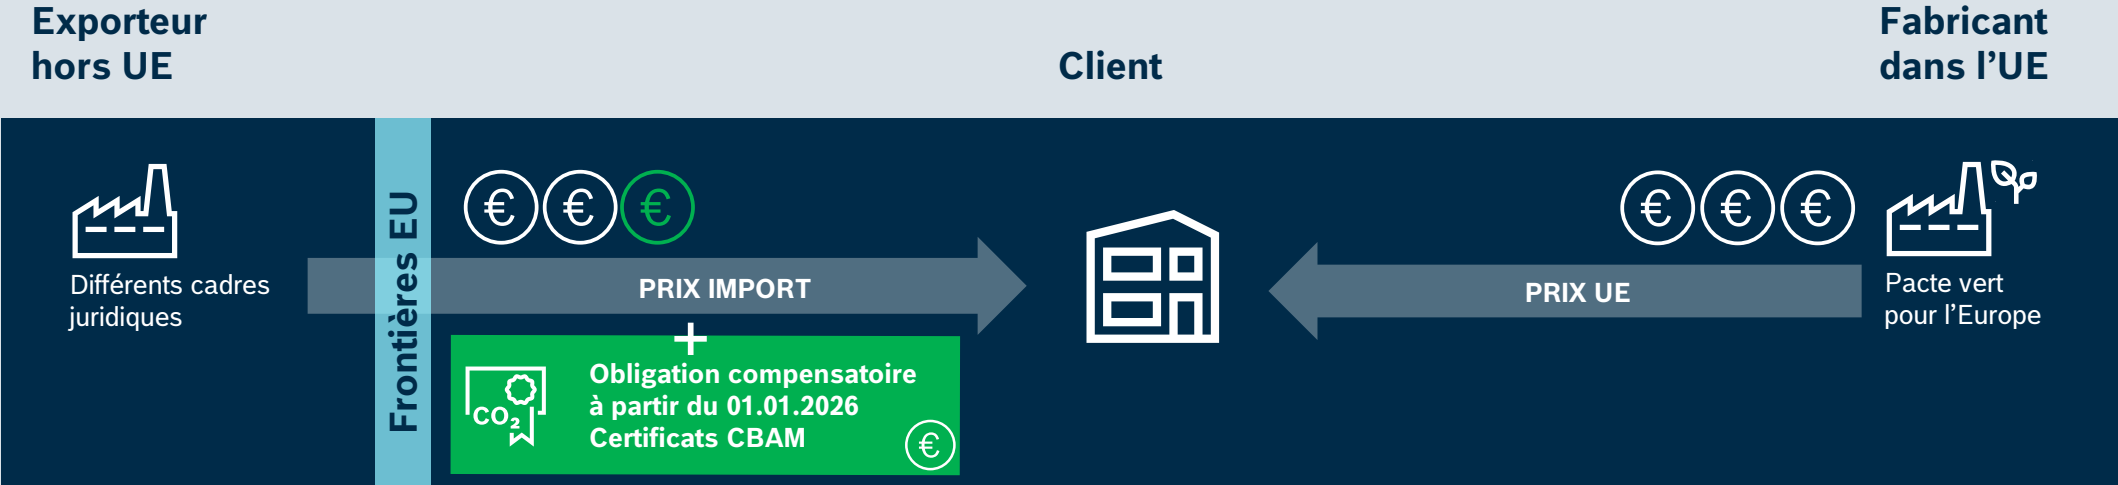 Exporteur
hors UE
Client
Fabricant
dans l’UE
Différents cadres
juridiques
Frontières EU
€ € €
PRIX IMPORT
+
Obligation compensatoire
à partir du 01.01.2026
Certificats CBAM
CO2
€
€ € €
PRIX UE
Pacte vert
pour l’Europe